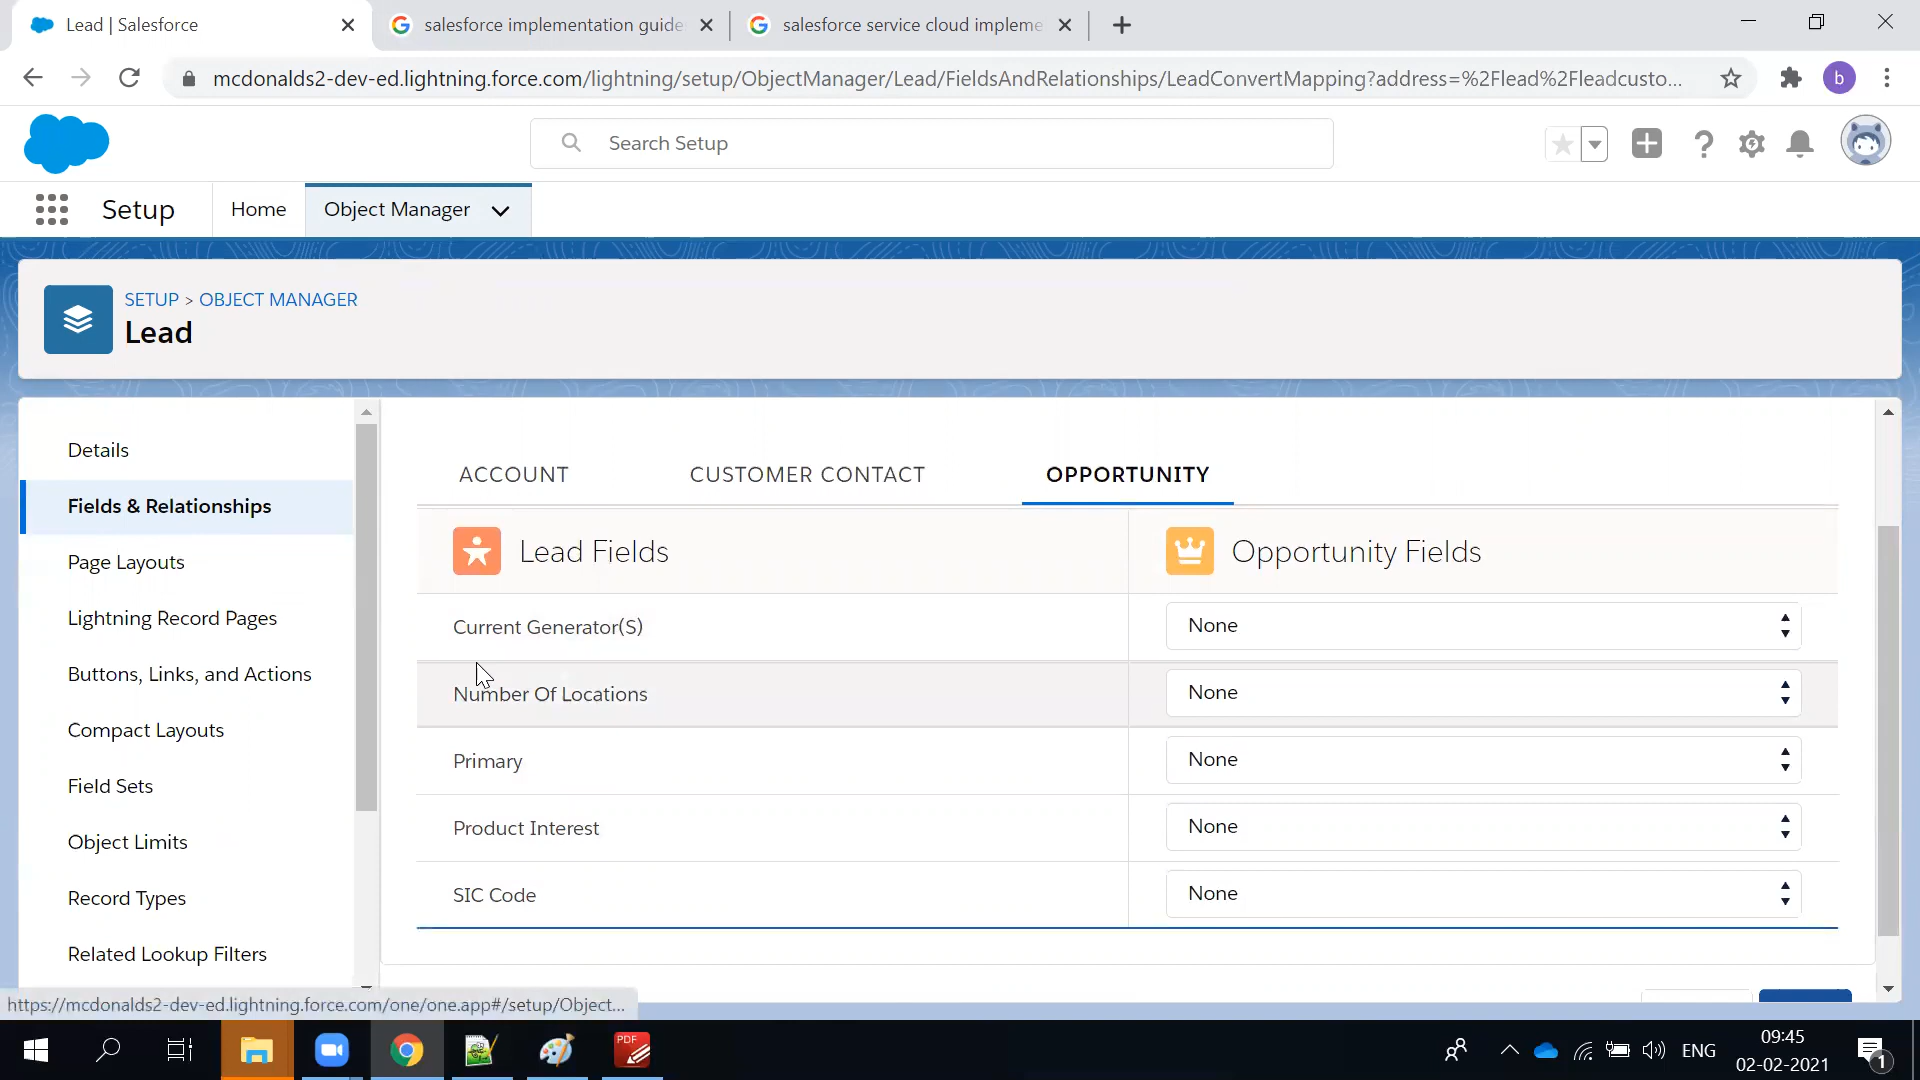 Lead | Salesforce
salesforce implementation guide
salesforce service cloud impleme
mcdonalds2-dev-ed.lightning.force.com/lightning/setup/ObjectManager/Lead/FieldsAndRelationships/LeadConvertMapping?address=%2Flead%2Fleadcusto...
b
Search Setup
Setup
Home
Object Manager
SETUP > OBJECT MANAGER
Lead
Details
Fields & Relationships
Page Layouts
Lightning Record Pages
Buttons, Links, and Actions
Compact Layouts
Field Sets
Object Limits
Record Types
Related Lookup Filters
ACCOUNT
CUSTOMER CONTACT
OPPORTUNITY
Lead Fields
Opportunity Fields
Current Generator(S)
None
Number Of Locations
None
Primary
None
Product Interest
None
SIC Code
None
https://mcdonalds2-dev-ed.lightning.force.com/one/one.app#/setup/Object...
PDF
ENG
09:45
02-02-2021
1